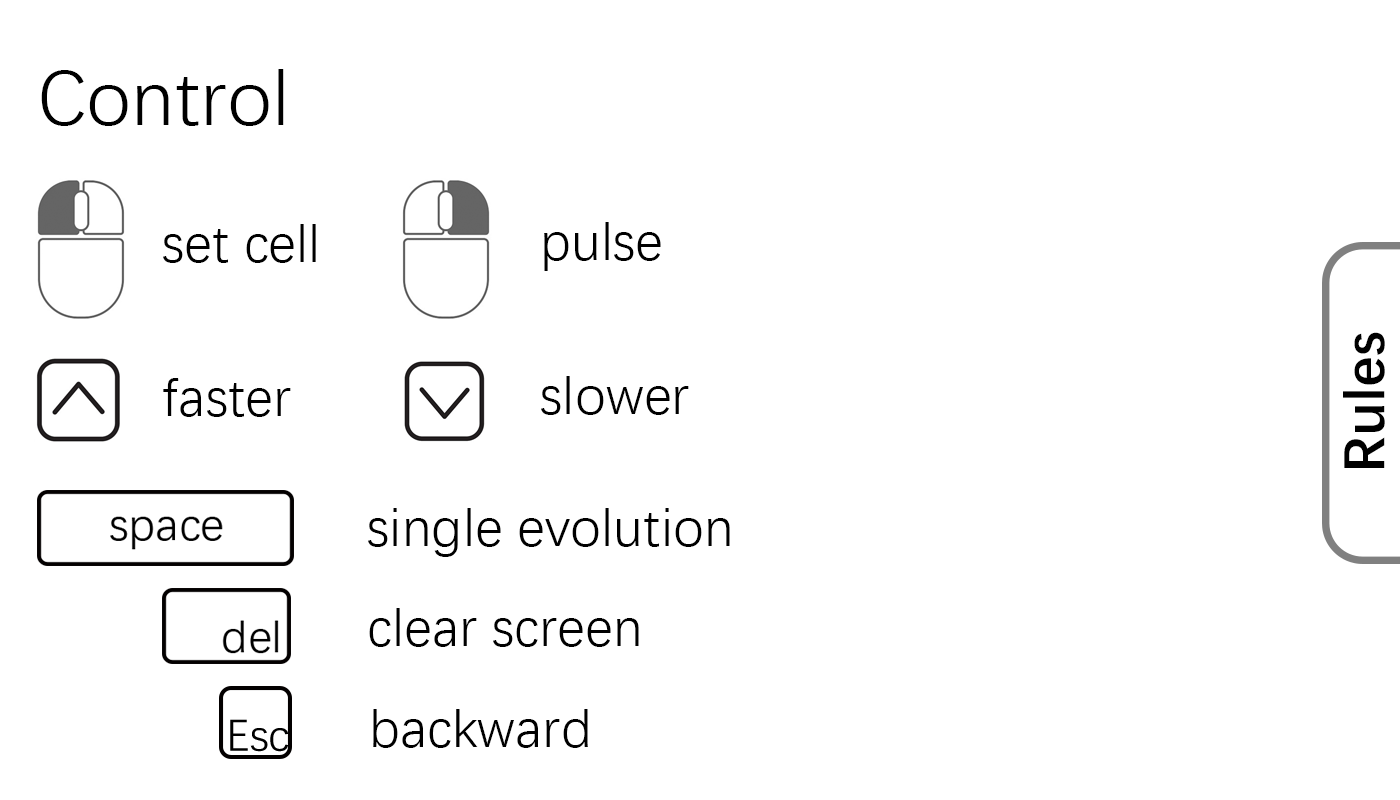 Control
set cell
pulse
faster
slower
space
single evolution
del
clear screen
Esc
backward
Rules